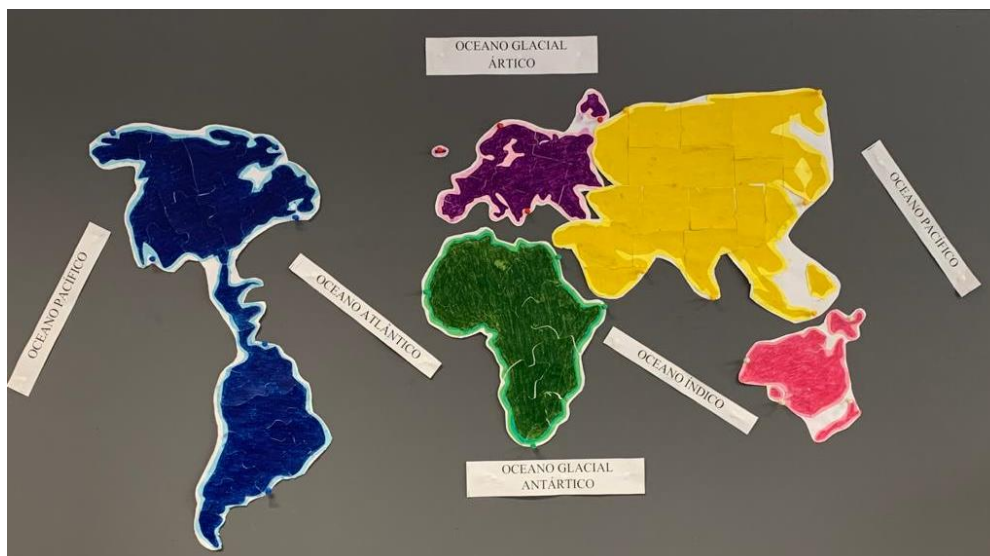 OCEANO GLACIAL
ÁRTICO
OCEANO PACÍFICO
OCEANO ATLÁNTICO
OCEANO ÍNDICO
OCEANO PACÍFICO
OCEANO GLACIAL
ANTÁRTICO